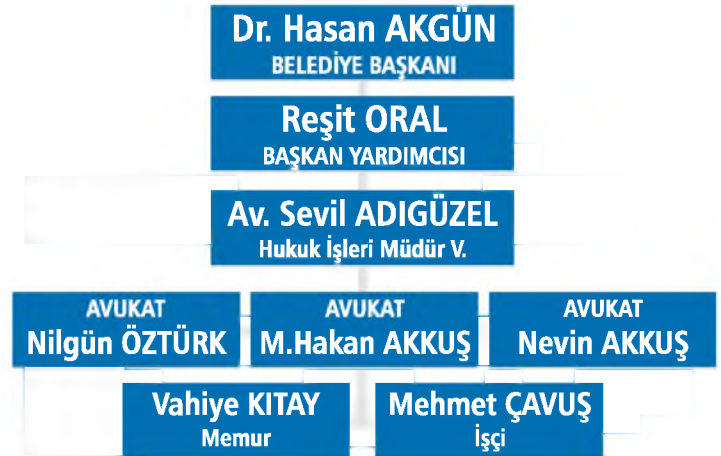 Dr. Hasan AKGÜN
BELEDİYE BAŞKANI
Reşit ORAL
BAŞKAN YARDIMCISI
Av. Sevil ADIGÜZEL
Hukuk İşleri Müdür V.
AVUKAT
Nilgün ÖZTÜRK
AVUKAT
M.Hakan AKKUŞ
AVUKAT
Nevin AKKUŞ
Vahiye KITAY
Memur
Mehmet ÇAVUŞ
İşçi